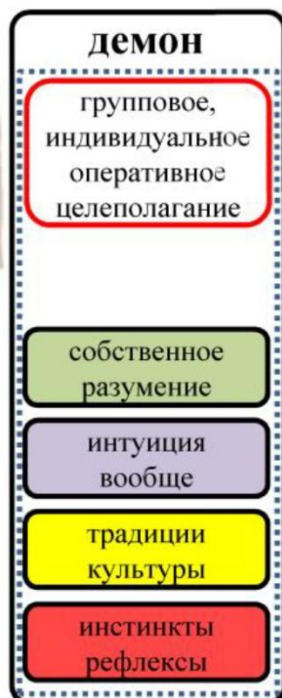 демон
групповое,
индивидуальное
оперативное
целеполагание
собственное
разумение
интуиция
вообще
традиции
культуры
инстинкты
рефлексы